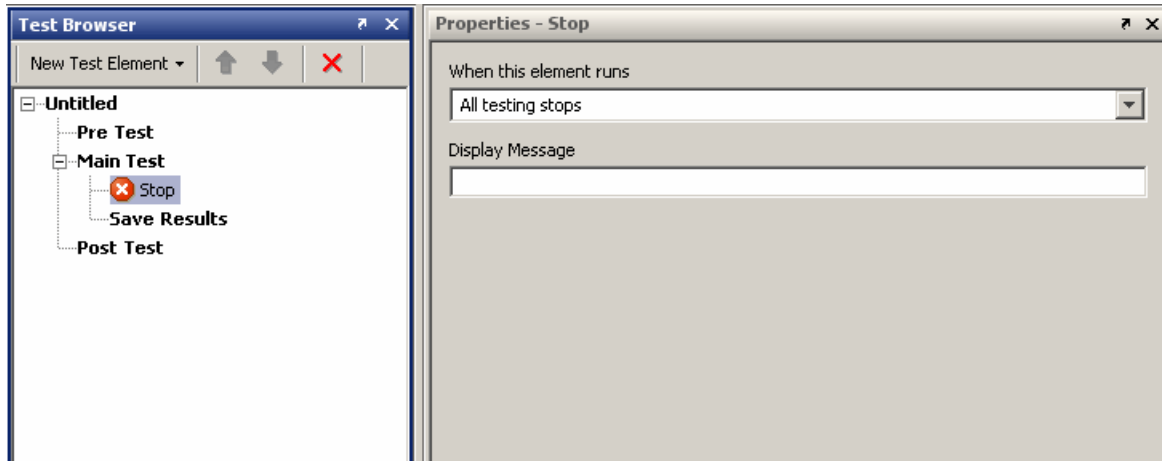 Test Browser
New Test Element
Untitled
Pre Test
Main Test
Stop
Save Results
Post Test
Properties - Stop
When this element runs
All testing stops
Display Message